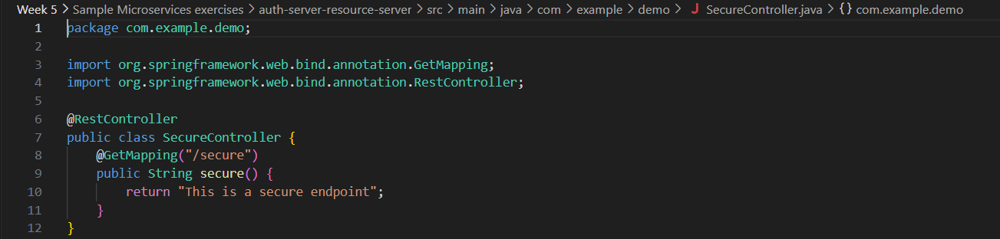 Week 5 > Sample Microservices exercises > auth-server-resource-server > src > main > java > com > example > demo > J SecureController.java > {} com.example.demo
1 package com.example.demo;
2
3 import org.springframework.web.bind.annotation.GetMapping;
4 import org.springframework.web.bind.annotation.RestController;
5
6 @RestController
7 public class SecureController {
8     @GetMapping("/secure")
9     public String secure() {
10         return "This is a secure endpoint";
11     }
12 }